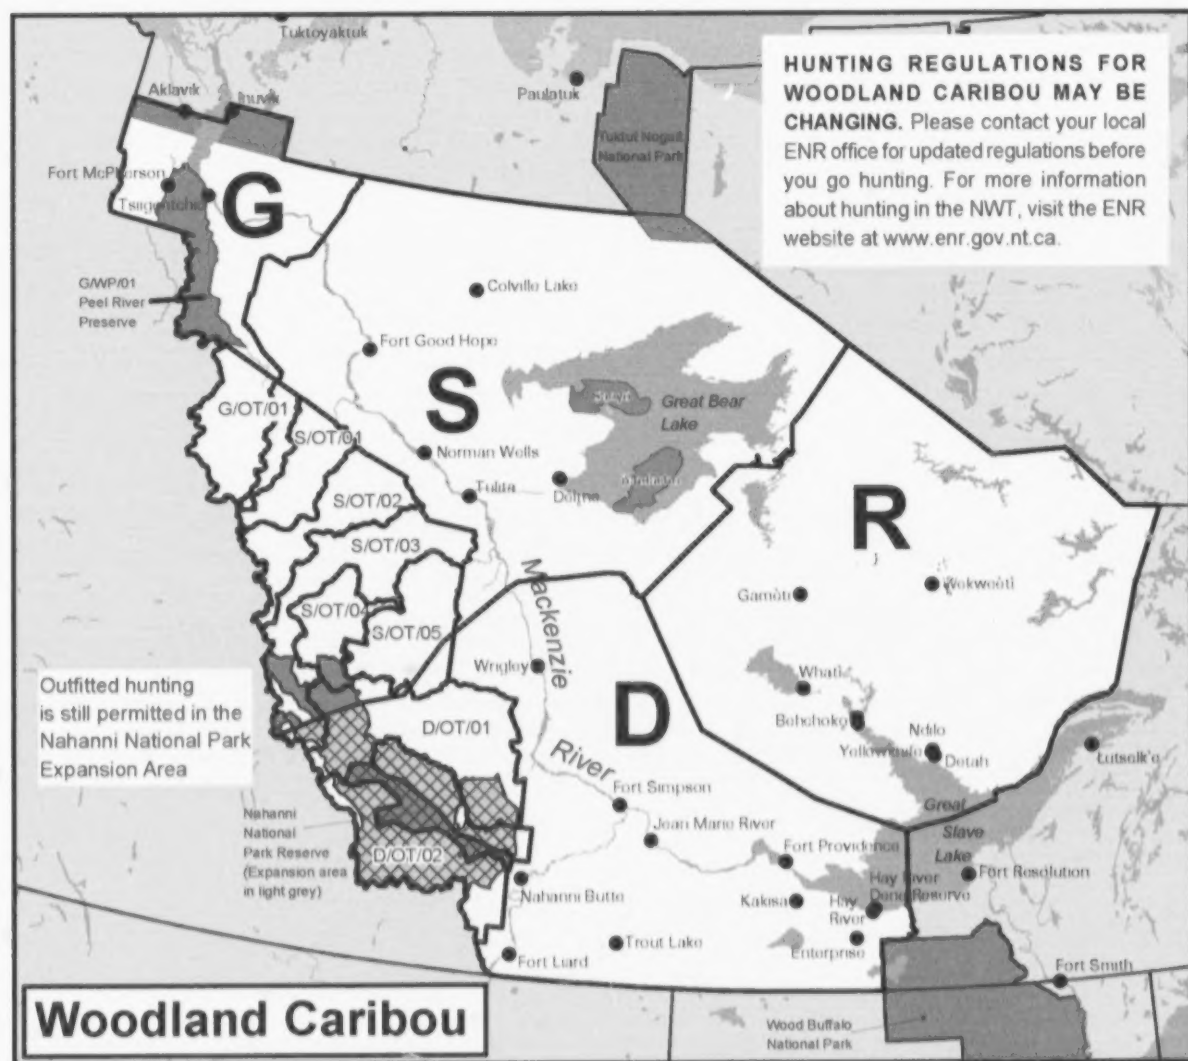 Tuktoyaktuk
HUNTING REGULATIONS FOR
WOODLAND CARIBOU MAY BE
CHANGING. Please contact your local
ENR office for updated regulations before
you go hunting. For more information
about hunting in the NWT, visit the ENR
website at www.enr.gov.nt.ca.
Aklavik
Inuvik
Paulatuk
Tuktut Nogait
National Park
Fort McPherson
Tsiigehtchic
G
G/WP/01
Peel River
Preserve
Colville Lake
Fort Good Hope
S
Great Bear
Lake
G/OT/01
S/OT/01
Norman Wells
Tulita
Délįne
S/OT/02
S/OT/03
S/OT/04
S/OT/05
R
Gamètì
Wekweètì
Mackenzie
River
Wrigley
Whatì
Behchoko
Ndilo
Yellowknife
Detah
Łutselk'e
D
Outfitted hunting
is still permitted in the
Nahanni National Park
Expansion Area
D/OT/01
Fort Simpson
Jean Marie River
Great
Slave
Lake
Nahanni
National
Park Reserve
(Expansion area
in light grey)
D/OT/02
Fort Providence
Fort Resolution
Nahanni Butte
Kakisa
Hay River
Dene Reserve
Hay
River
Trout Lake
Enterprise
Fort Liard
Fort Smith
Woodland Caribou
Wood Buffalo
National Park